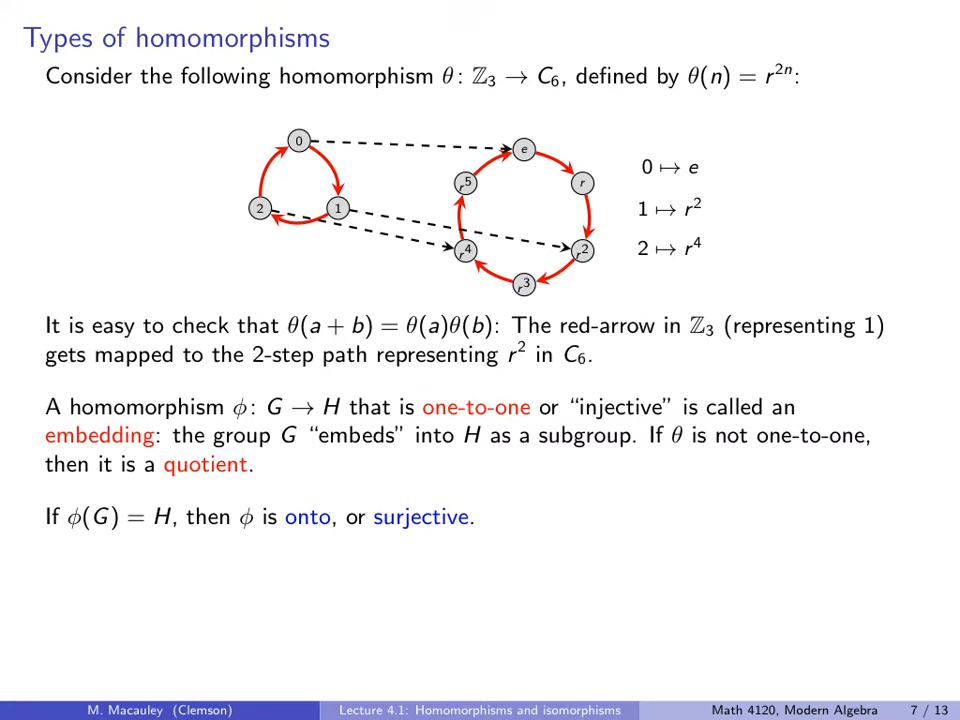 Types of homomorphisms
Consider the following homomorphism θ: ℤ₃ → C₆, defined by θ(n) = r²ⁿ:
0
2
1
e
r
r²
r³
r⁴
r⁵
0 ↦ e
1 ↦ r²
2 ↦ r⁴
It is easy to check that θ(a + b) = θ(a)θ(b): The red-arrow in ℤ₃ (representing 1)
gets mapped to the 2-step path representing r² in C₆.
A homomorphism ϕ: G → H that is one-to-one or “injective” is called an
embedding: the group G “embeds” into H as a subgroup. If θ is not one-to-one,
then it is a quotient.
If ϕ(G) = H, then ϕ is onto, or surjective.
M. Macauley (Clemson) Lecture 4.1: Homomorphisms and isomorphisms Math 4120, Modern Algebra 7 / 13